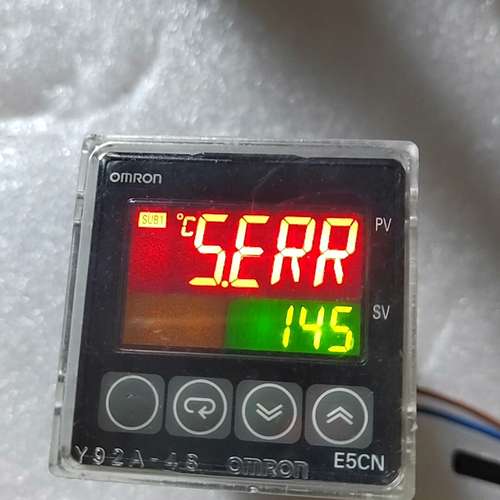 OMRON
SUB1 °C S.ERR PV
145 SV
Y92A-48 OMRON E5CN